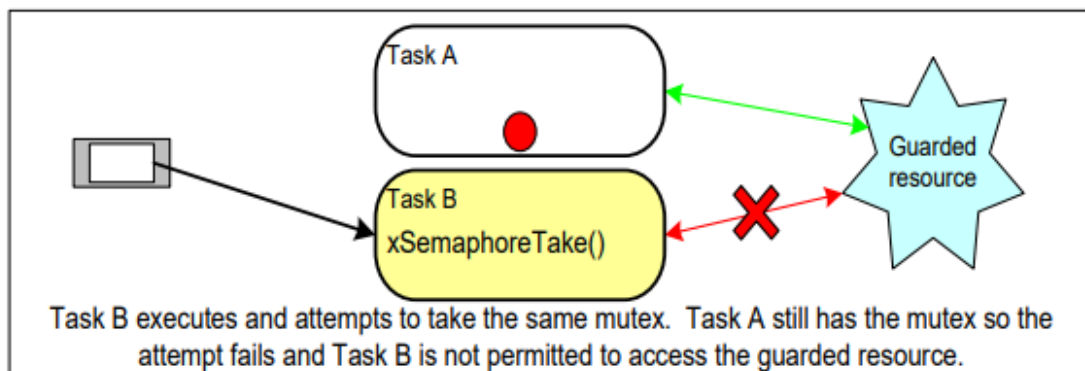 Task A
Guarded
resource
Task B
xSemaphoreTake()
Task B executes and attempts to take the same mutex. Task A still has the mutex so the
attempt fails and Task B is not permitted to access the guarded resource.